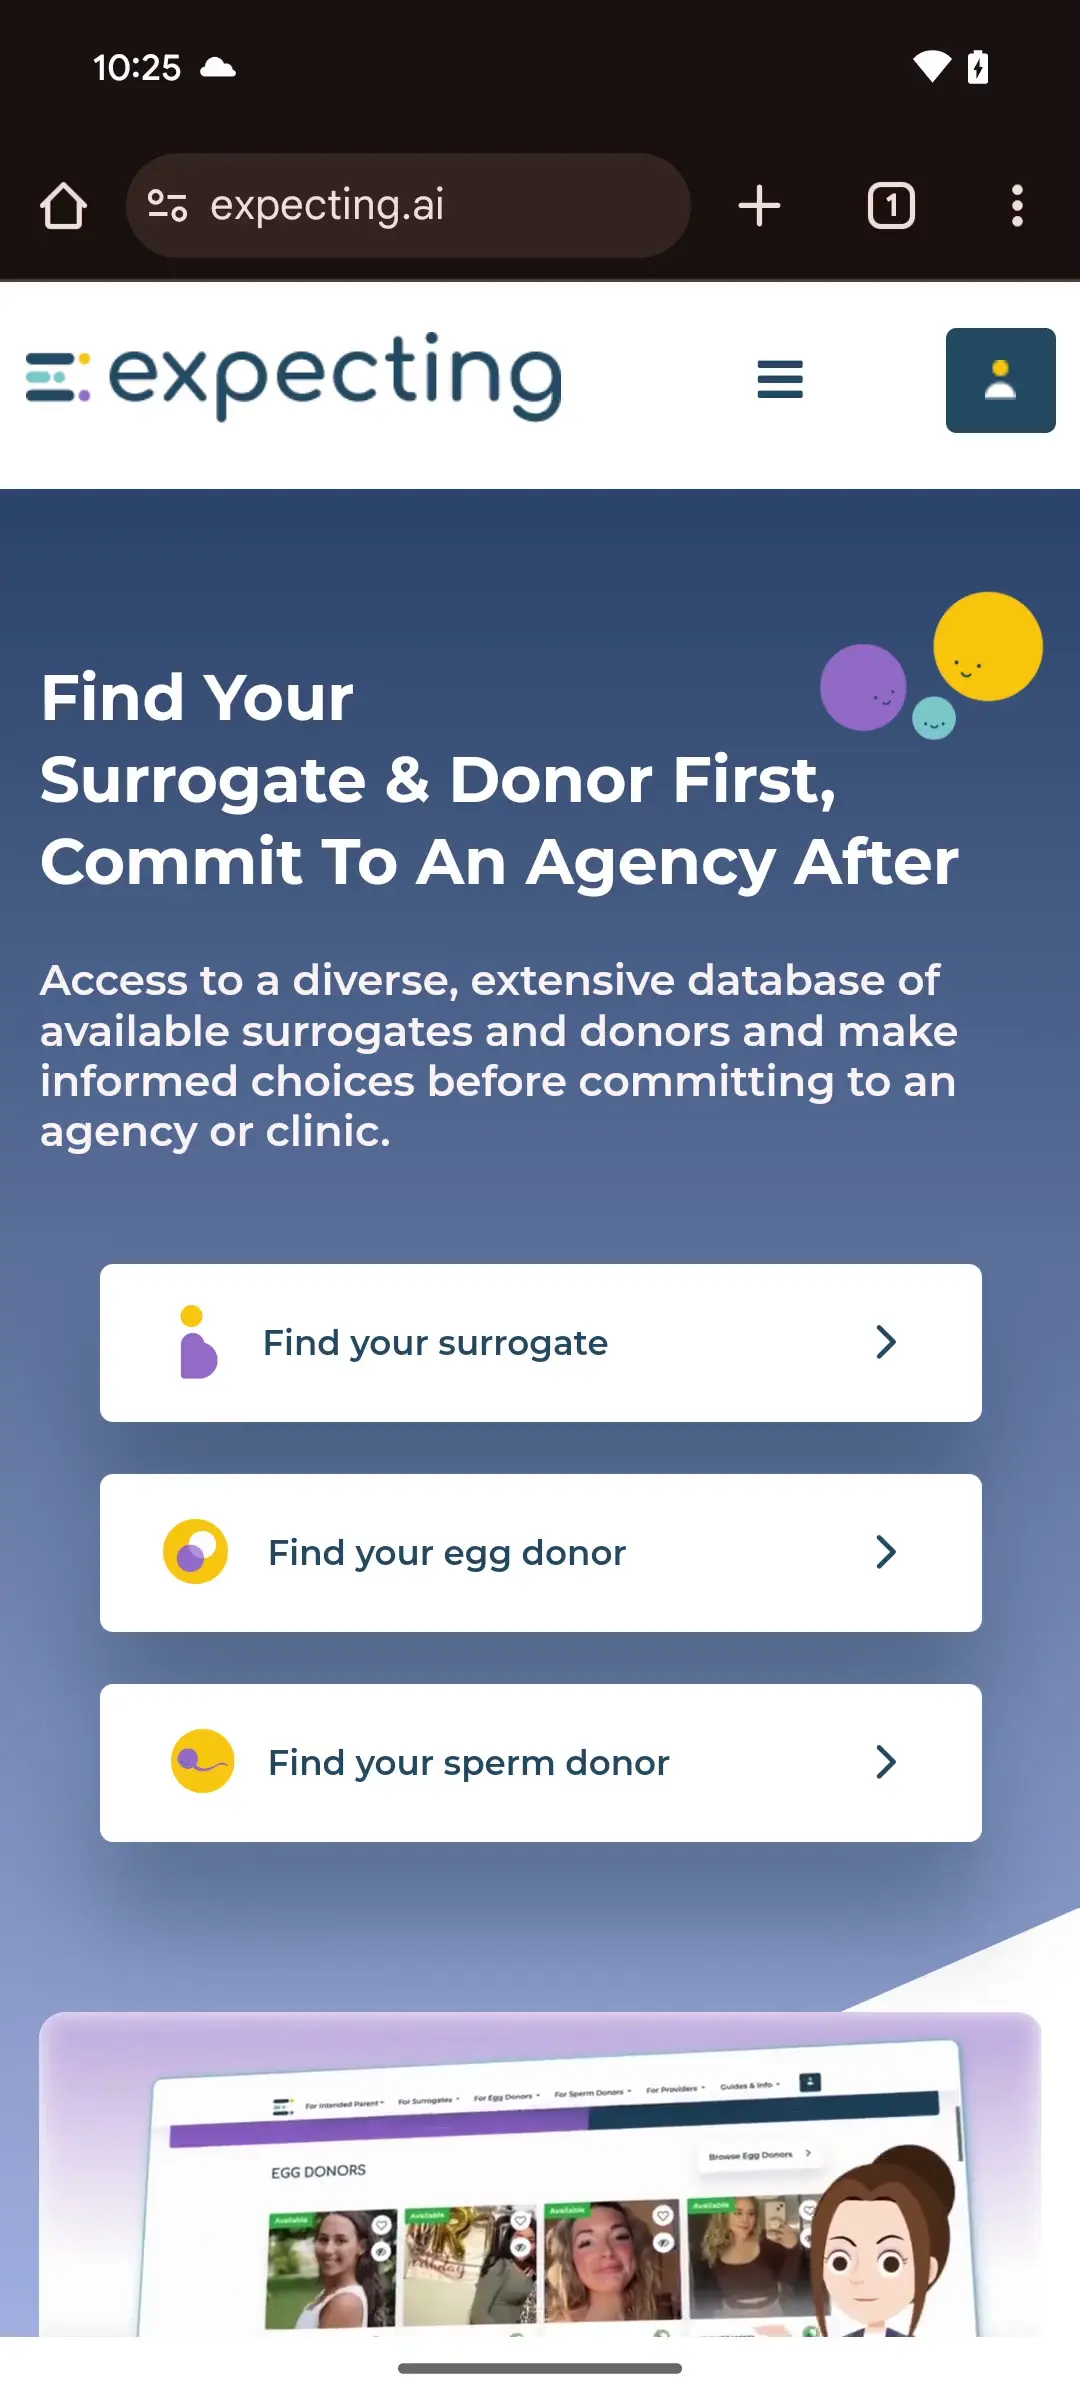 10:25
expecting.ai
1
expecting
Find Your
Surrogate & Donor First,
Commit To An Agency After
Access to a diverse, extensive database of
available surrogates and donors and make
informed choices before committing to an
agency or clinic.
Find your surrogate
Find your egg donor
Find your sperm donor
For Intended Parent
For Surrogates
For Egg Donors
For Sperm Donors
For Providers
Guides & Info
EGG DONORS
Browse Egg Donors
Available
Available
Available
Available